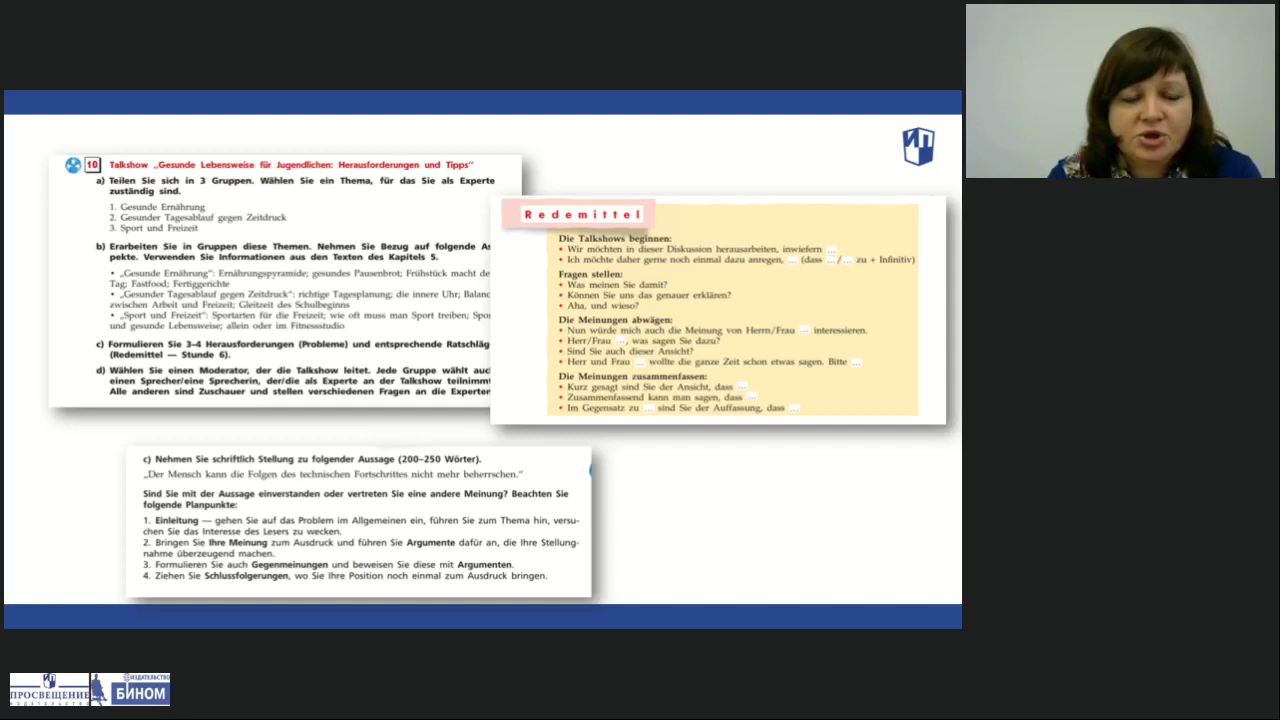 10 Talkshow „Gesunde Lebensweise für Jugendlichen: Herausforderungen und Tipps“
a) Teilen Sie sich in 3 Gruppen. Wählen Sie ein Thema, für das Sie als Experte
zuständig sind.
1. Gesunde Ernährung
2. Gesunder Tagesablauf gegen Zeitdruck
3. Sport und Freizeit
b) Erarbeiten Sie in Gruppen diese Themen. Nehmen Sie Bezug auf folgende As
pekte. Verwenden Sie Informationen aus den Texten des Kapitels 5.
• „Gesunde Ernährung“: Ernährungspyramide; gesundes Pausenbrot; Frühstück macht de
Tag; Fastfood; Fertiggerichte
• „Gesunder Tagesablauf gegen Zeitdruck“: richtige Tagesplanung; die innere Uhr; Balanc
zwischen Arbeit und Freizeit; Gleitzeit des Schulbeginns
• „Sport und Freizeit“: Sportarten für die Freizeit; wie oft muss man Sport treiben; Spor
und gesunde Lebensweise; allein oder im Fitnessstudio
c) Formulieren Sie 3–4 Herausforderungen (Probleme) und entsprechende Ratschläg
(Redemittel — Stunde 6).
d) Wählen Sie einen Moderator, der die Talkshow leitet. Jede Gruppe wählt auch
einen Sprecher/eine Sprecherin, der/die als Experte an der Talkshow teilnimmt
Alle anderen sind Zuschauer und stellen verschiedenen Fragen an die Experten
Redemittel
Die Talkshows beginnen:
• Wir möchten in dieser Diskussion herausarbeiten, inwiefern ...
• Ich möchte daher gerne noch einmal dazu anregen, ... (dass ... / ... zu + Infinitiv)
Fragen stellen:
• Was meinen Sie damit?
• Können Sie uns das genauer erklären?
• Aha, und wieso?
Die Meinungen abwägen:
• Nun würde mich auch die Meinung von Herrn/Frau ... interessieren.
• Herr/Frau ..., was sagen Sie dazu?
• Sind Sie auch dieser Ansicht?
• Herr und Frau ... wollte die ganze Zeit schon etwas sagen. Bitte ...
Die Meinungen zusammenfassen:
• Kurz gesagt sind Sie der Ansicht, dass ...
• Zusammenfassend kann man sagen, dass ...
• Im Gegensatz zu ... sind Sie der Auffassung, dass ...
c) Nehmen Sie schriftlich Stellung zu folgender Aussage (200–250 Wörter).
„Der Mensch kann die Folgen des technischen Fortschrittes nicht mehr beherrschen.“
Sind Sie mit der Aussage einverstanden oder vertreten Sie eine andere Meinung? Beachten Sie
folgende Planpunkte:
1. Einleitung — gehen Sie auf das Problem im Allgemeinen ein, führen Sie zum Thema hin, versu-
chen Sie das Interesse des Lesers zu wecken.
2. Bringen Sie Ihre Meinung zum Ausdruck und führen Sie Argumente dafür an, die Ihre Stellung-
nahme überzeugend machen.
3. Formulieren Sie auch Gegenmeinungen und beweisen Sie diese mit Argumenten.
4. Ziehen Sie Schlussfolgerungen, wo Sie Ihre Position noch einmal zum Ausdruck bringen.
ПРОСВЕЩЕНИЕ
ИЗДАТЕЛЬСТВО
ИЗДАТЕЛЬСТВО
БИНОМ